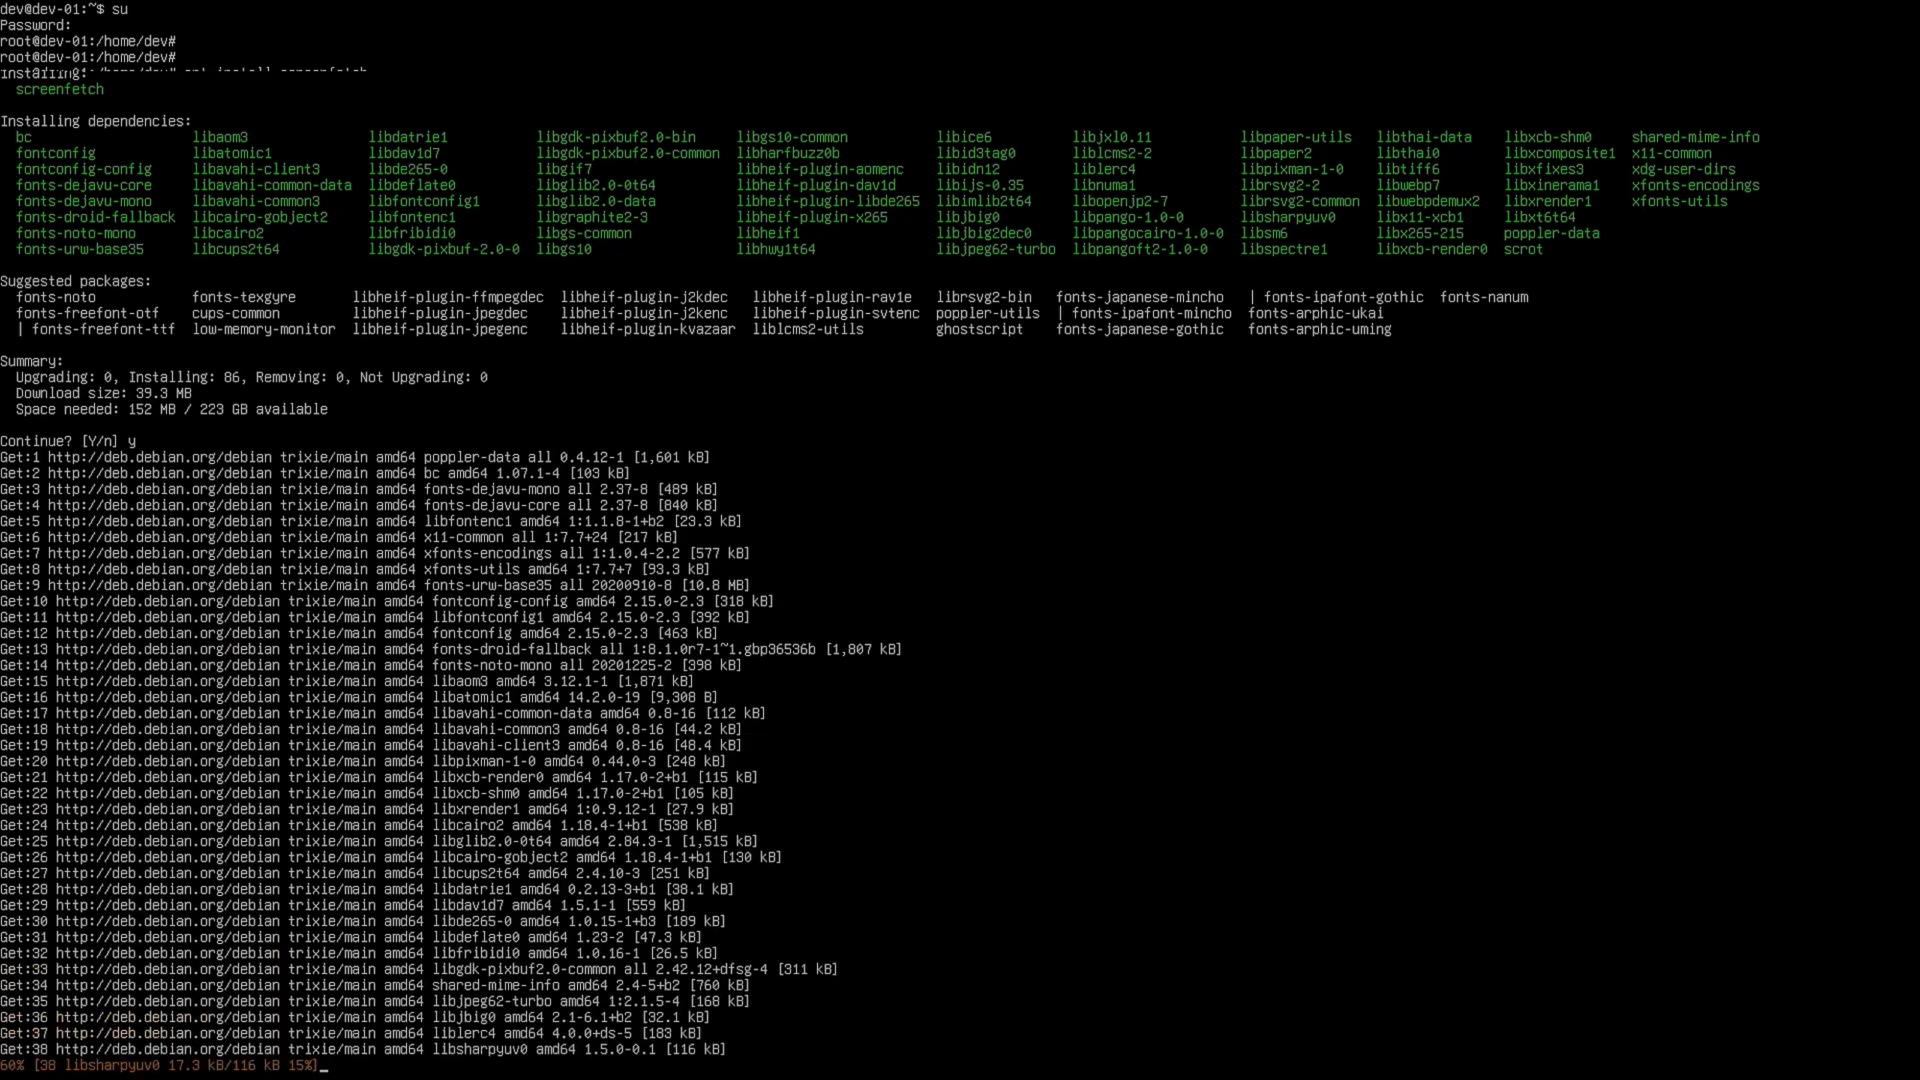 dev@dev-01:~$ su
Password:
root@dev-01:/home/dev#
root@dev-01:/home/dev#
Installing:
  screenfetch

Installing dependencies:
  bc                   libaom3              libdatrie1           libgdk-pixbuf2.0-bin     libgs10-common           libice6          libjxl0.11           libpaper-utils   libthai-data    libxcb-shm0     shared-mime-info
  fontconfig           libatomic1           libdav1d7            libgdk-pixbuf2.0-common  libharfbuzz0b            libid3tag0       liblcms2-2           libpaper2        libthai0        libxcomposite1  x11-common
  fontconfig-config    libavahi-client3     libde265-0           libgif7                  libheif-plugin-aomenc    libidn12         liblerc4             libpixman-1-0    libtiff6        libxfixes3      xdg-user-dirs
  fonts-dejavu-core    libavahi-common-data libdeflate0          libglib2.0-0t64          libheif-plugin-dav1d     libijs-0.35      libnuma1             librsvg2-2       libwebp7        libxinerama1    xfonts-encodings
  fonts-dejavu-mono    libavahi-common3     libfontconfig1       libglib2.0-data          libheif-plugin-libde265  libimlib2t64     libopenjp2-7         librsvg2-common  libwebpdemux2   libxrender1     xfonts-utils
  fonts-droid-fallback libcairo-gobject2    libfontenc1          libgraphite2-3           libheif-plugin-x265      libjbig0         libpango-1.0-0       libsharpyuv0     libx11-xcb1     libxt6t64
  fonts-noto-mono      libcairo2            libfribidi0          libgs-common             libheif1                 libjbig2dec0     libpangocairo-1.0-0  libsm6           libx265-215     poppler-data
  fonts-urw-base35     libcups2t64          libgdk-pixbuf-2.0-0  libgs10                  libhwy1t64               libjpeg62-turbo  libpangoft2-1.0-0    libspectre1      libxcb-render0  scrot

Suggested packages:
  fonts-noto            fonts-texgyre       libheif-plugin-ffmpegdec  libheif-plugin-j2kdec   libheif-plugin-rav1e   librsvg2-bin   fonts-japanese-mincho   | fonts-ipafont-gothic  fonts-nanum
  fonts-freefont-otf    cups-common         libheif-plugin-jpegdec    libheif-plugin-j2kenc   libheif-plugin-svtenc  poppler-utils  | fonts-ipafont-mincho  fonts-arphic-ukai
  | fonts-freefont-ttf  low-memory-monitor  libheif-plugin-jpegenc    libheif-plugin-kvazaar  liblcms2-utils         ghostscript    fonts-japanese-gothic   fonts-arphic-uming

Summary:
  Upgrading: 0, Installing: 86, Removing: 0, Not Upgrading: 0
  Download size: 39.3 MB
  Space needed: 152 MB / 223 GB available

Continue? [Y/n] y
Get:1 http://deb.debian.org/debian trixie/main amd64 poppler-data all 0.4.12-1 [1,601 kB]
Get:2 http://deb.debian.org/debian trixie/main amd64 bc amd64 1.07.1-4 [103 kB]
Get:3 http://deb.debian.org/debian trixie/main amd64 fonts-dejavu-mono all 2.37-8 [489 kB]
Get:4 http://deb.debian.org/debian trixie/main amd64 fonts-dejavu-core all 2.37-8 [840 kB]
Get:5 http://deb.debian.org/debian trixie/main amd64 libfontenc1 amd64 1:1.1.8-1+b2 [23.3 kB]
Get:6 http://deb.debian.org/debian trixie/main amd64 x11-common all 1:7.7+24 [217 kB]
Get:7 http://deb.debian.org/debian trixie/main amd64 xfonts-encodings all 1:1.0.4-2.2 [577 kB]
Get:8 http://deb.debian.org/debian trixie/main amd64 xfonts-utils amd64 1:7.7+7 [93.3 kB]
Get:9 http://deb.debian.org/debian trixie/main amd64 fonts-urw-base35 all 20200910-8 [10.8 MB]
Get:10 http://deb.debian.org/debian trixie/main amd64 fontconfig-config amd64 2.15.0-2.3 [318 kB]
Get:11 http://deb.debian.org/debian trixie/main amd64 libfontconfig1 amd64 2.15.0-2.3 [392 kB]
Get:12 http://deb.debian.org/debian trixie/main amd64 fontconfig amd64 2.15.0-2.3 [463 kB]
Get:13 http://deb.debian.org/debian trixie/main amd64 fonts-droid-fallback all 1:8.1.0r7-1~1.gbp36536b [1,807 kB]
Get:14 http://deb.debian.org/debian trixie/main amd64 fonts-noto-mono all 20201225-2 [398 kB]
Get:15 http://deb.debian.org/debian trixie/main amd64 libaom3 amd64 3.12.1-1 [1,871 kB]
Get:16 http://deb.debian.org/debian trixie/main amd64 libatomic1 amd64 14.2.0-19 [9,308 B]
Get:17 http://deb.debian.org/debian trixie/main amd64 libavahi-common-data amd64 0.8-16 [112 kB]
Get:18 http://deb.debian.org/debian trixie/main amd64 libavahi-common3 amd64 0.8-16 [44.2 kB]
Get:19 http://deb.debian.org/debian trixie/main amd64 libavahi-client3 amd64 0.8-16 [48.4 kB]
Get:20 http://deb.debian.org/debian trixie/main amd64 libpixman-1-0 amd64 0.44.0-3 [248 kB]
Get:21 http://deb.debian.org/debian trixie/main amd64 libxcb-render0 amd64 1.17.0-2+b1 [115 kB]
Get:22 http://deb.debian.org/debian trixie/main amd64 libxcb-shm0 amd64 1.17.0-2+b1 [105 kB]
Get:23 http://deb.debian.org/debian trixie/main amd64 libxrender1 amd64 1:0.9.12-1 [27.9 kB]
Get:24 http://deb.debian.org/debian trixie/main amd64 libcairo2 amd64 1.18.4-1+b1 [538 kB]
Get:25 http://deb.debian.org/debian trixie/main amd64 libglib2.0-0t64 amd64 2.84.3-1 [1,515 kB]
Get:26 http://deb.debian.org/debian trixie/main amd64 libcairo-gobject2 amd64 1.18.4-1+b1 [130 kB]
Get:27 http://deb.debian.org/debian trixie/main amd64 libcups2t64 amd64 2.4.10-3 [251 kB]
Get:28 http://deb.debian.org/debian trixie/main amd64 libdatrie1 amd64 0.2.13-3+b1 [38.1 kB]
Get:29 http://deb.debian.org/debian trixie/main amd64 libdav1d7 amd64 1.5.1-1 [559 kB]
Get:30 http://deb.debian.org/debian trixie/main amd64 libde265-0 amd64 1.0.15-1+b3 [189 kB]
Get:31 http://deb.debian.org/debian trixie/main amd64 libdeflate0 amd64 1.23-2 [47.3 kB]
Get:32 http://deb.debian.org/debian trixie/main amd64 libfribidi0 amd64 1.0.16-1 [26.5 kB]
Get:33 http://deb.debian.org/debian trixie/main amd64 libgdk-pixbuf2.0-common all 2.42.12+dfsg-4 [311 kB]
Get:34 http://deb.debian.org/debian trixie/main amd64 shared-mime-info amd64 2.4-5+b2 [760 kB]
Get:35 http://deb.debian.org/debian trixie/main amd64 libjpeg62-turbo amd64 1:2.1.5-4 [168 kB]
Get:36 http://deb.debian.org/debian trixie/main amd64 libjbig0 amd64 2.1-6.1+b2 [32.1 kB]
Get:37 http://deb.debian.org/debian trixie/main amd64 liblerc4 amd64 4.0.0+ds-5 [183 kB]
Get:38 http://deb.debian.org/debian trixie/main amd64 libsharpyuv0 amd64 1.5.0-0.1 [116 kB]
60% [38 libsharpyuv0 17.3 kB/116 kB 15%]_